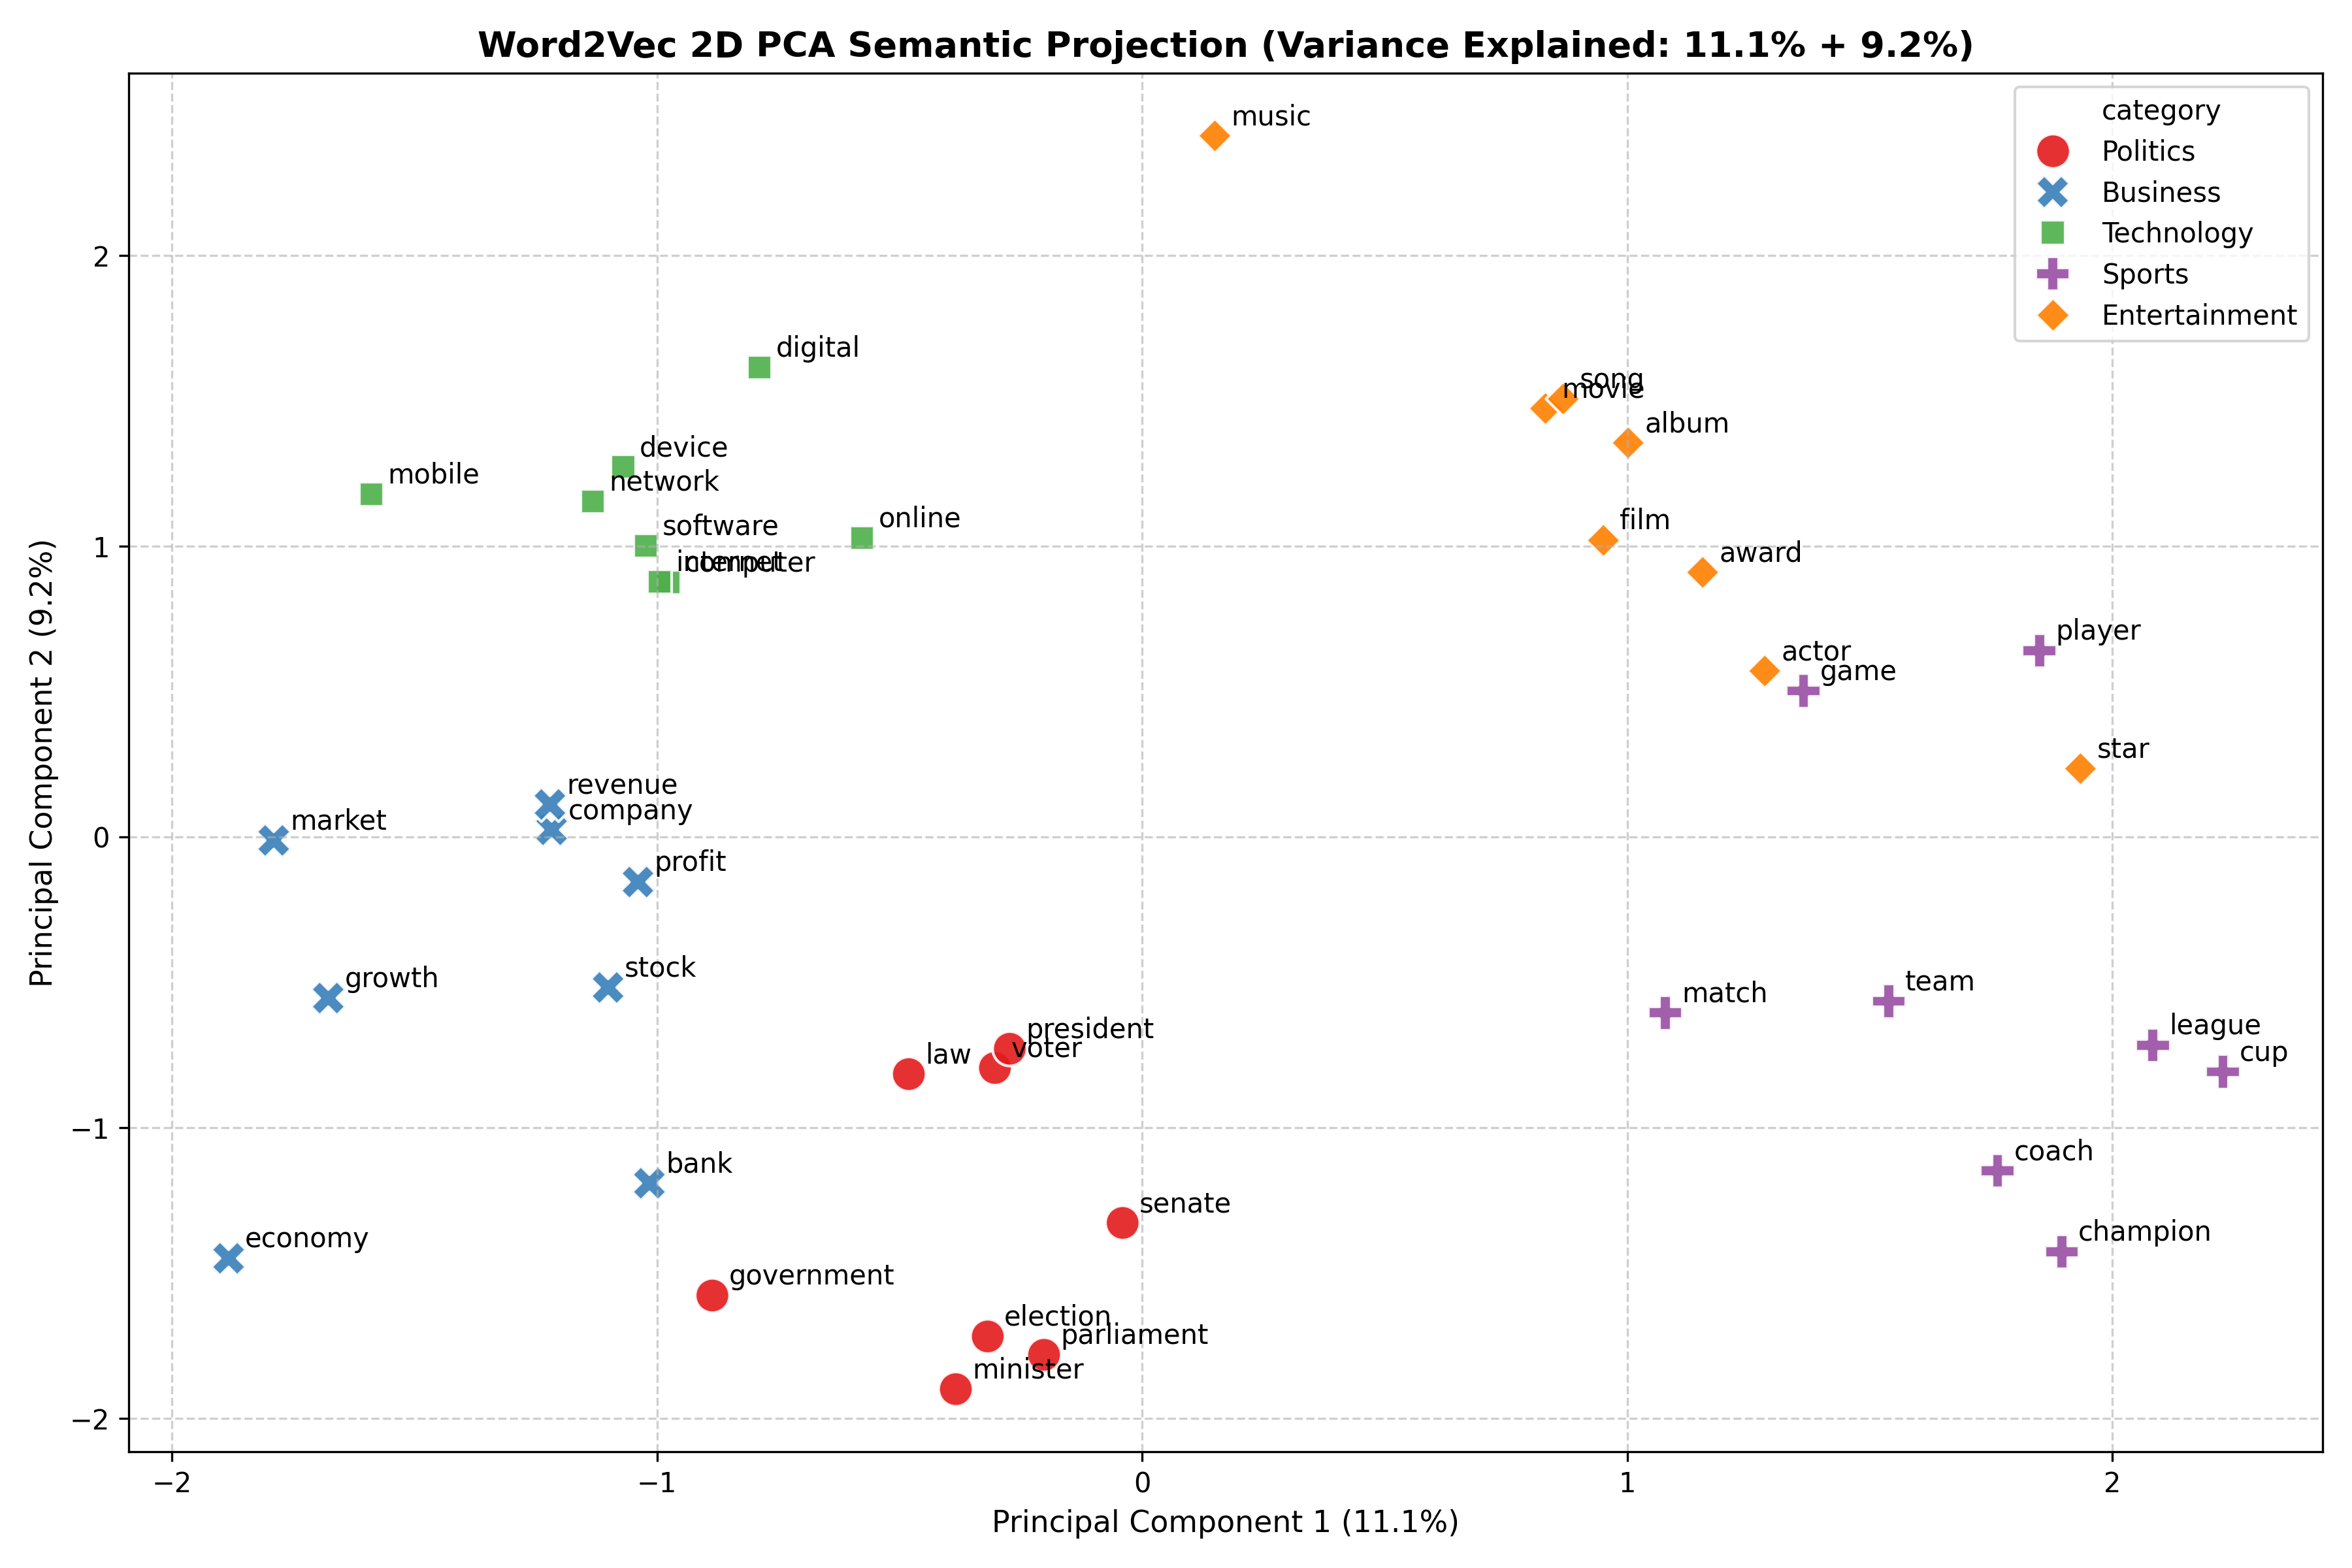 Word2Vec 2D PCA Semantic Projection (Variance Explained: 11.1% + 9.2%)
category
Politics
Business
Technology
Sports
Entertainment
music
digital
song
movie
album
device
mobile
network
software
online
film
internet
computer
award
player
actor
game
star
revenue
company
market
profit
growth
stock
match
team
president
voter
law
league
cup
bank
coach
senate
champion
economy
government
election
parliament
minister
2
1
0
−1
−2
−2
−1
0
1
2
Principal Component 2 (9.2%)
Principal Component 1 (11.1%)